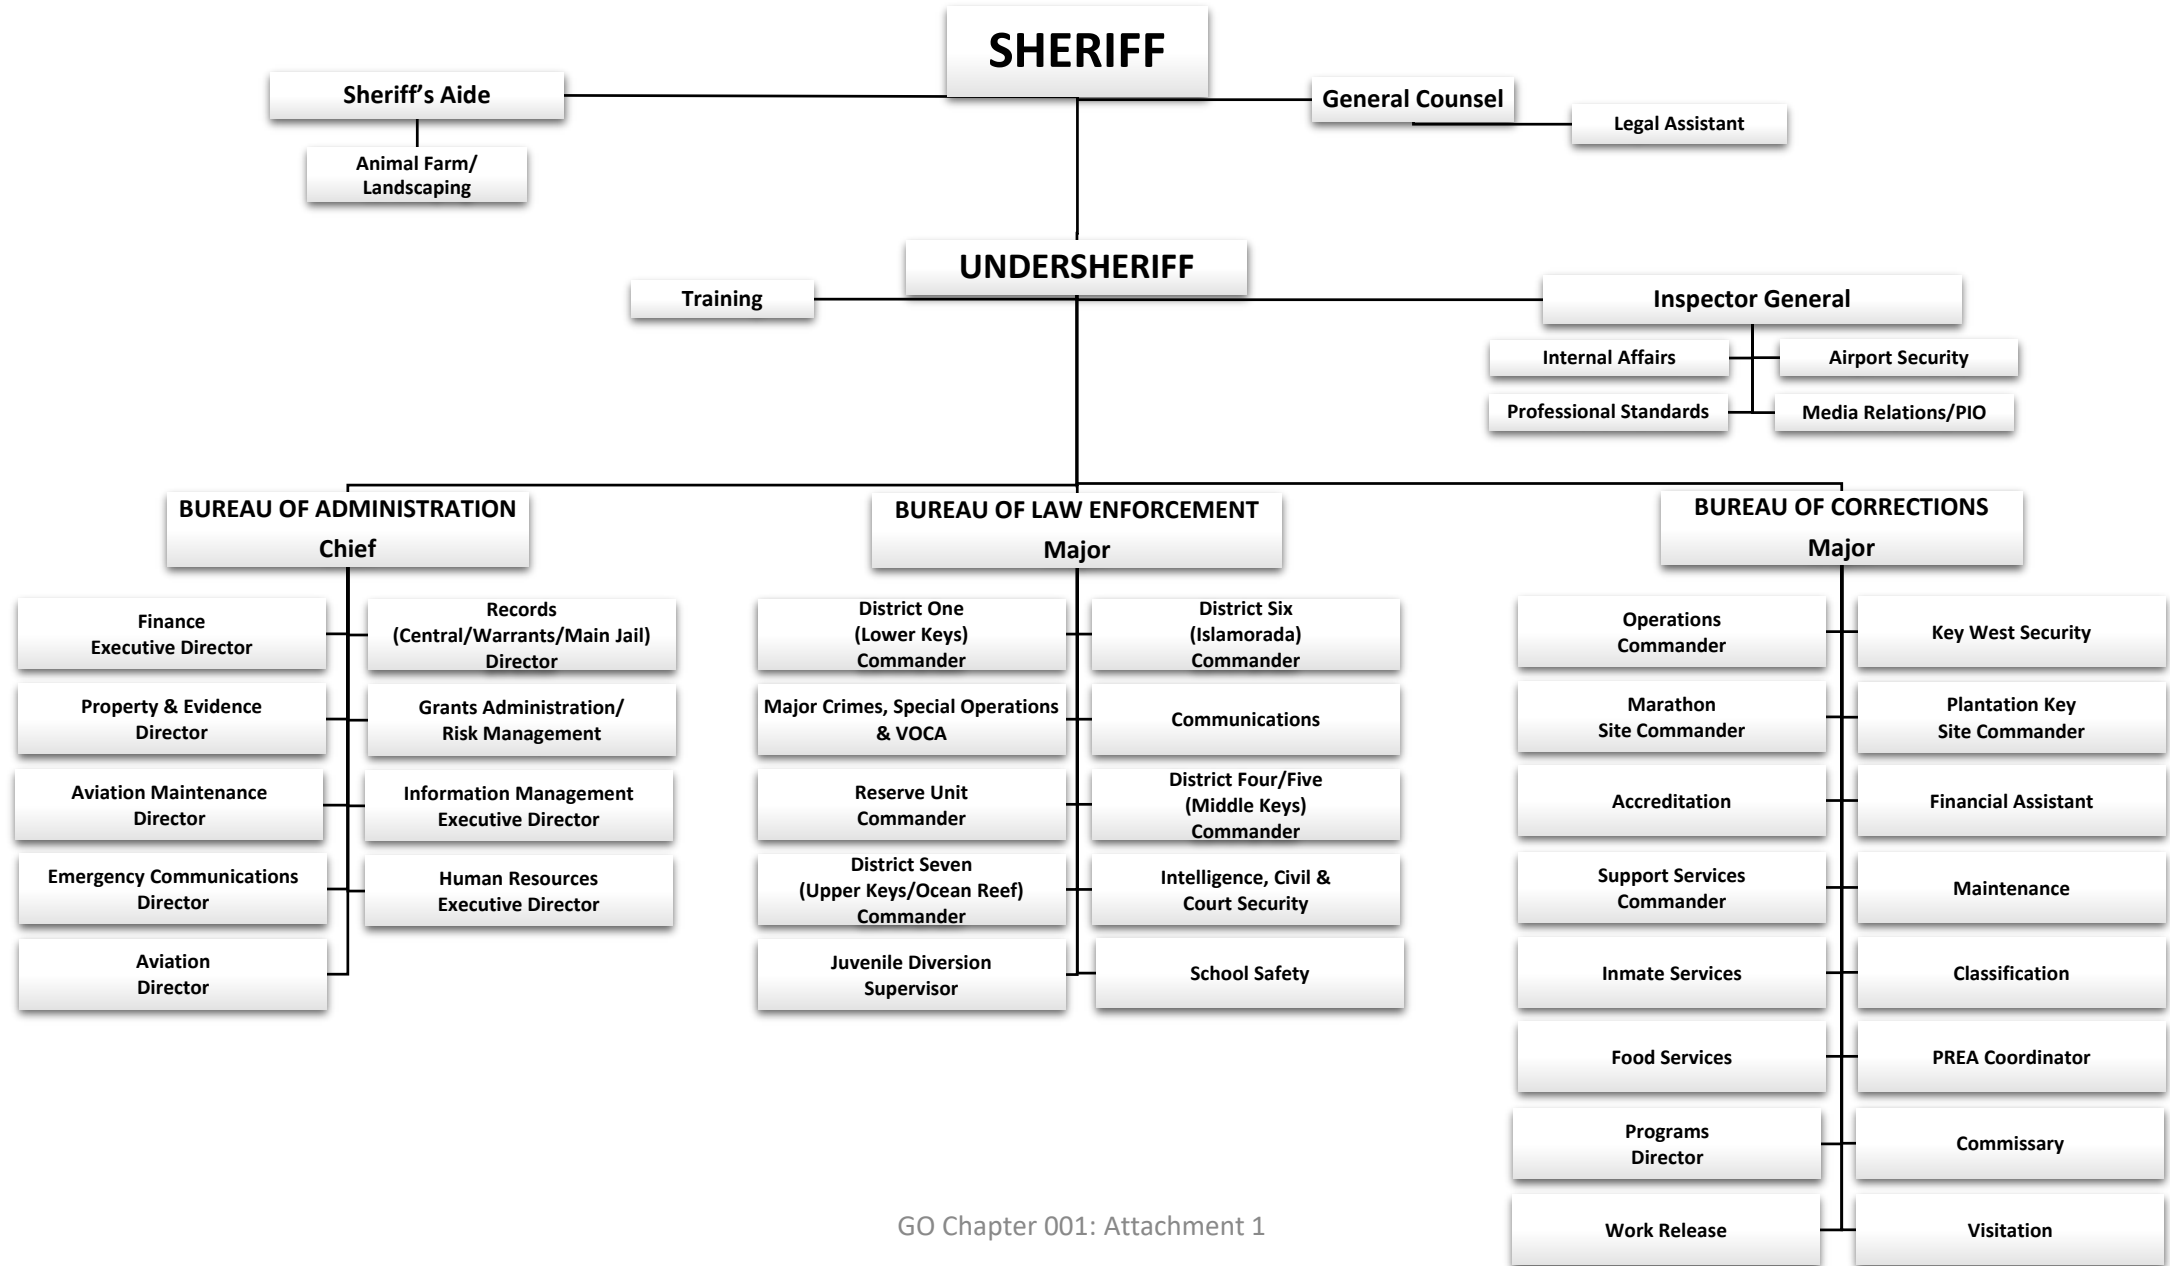 SHERIFF
Sheriff’s Aide
General Counsel
Legal Assistant
Animal Farm/
Landscaping
UNDERSHERIFF
Training
Inspector General
Internal Affairs
Airport Security
Professional Standards
Media Relations/PIO
BUREAU OF ADMINISTRATION
Chief
Finance
Executive Director
Records
(Central/Warrants/Main Jail)
Director
Property & Evidence
Director
Grants Administration/
Risk Management
Aviation Maintenance
Director
Information Management
Executive Director
Emergency Communications
Director
Human Resources
Executive Director
Aviation
Director
BUREAU OF LAW ENFORCEMENT
Major
District One
(Lower Keys)
Commander
District Six
(Islamorada)
Commander
Major Crimes, Special Operations
& VOCA
Communications
Reserve Unit
Commander
District Four/Five
(Middle Keys)
Commander
District Seven
(Upper Keys/Ocean Reef)
Commander
Intelligence, Civil &
Court Security
Juvenile Diversion
Supervisor
School Safety
BUREAU OF CORRECTIONS
Major
Operations
Commander
Key West Security
Marathon
Site Commander
Plantation Key
Site Commander
Accreditation
Financial Assistant
Support Services
Commander
Maintenance
Inmate Services
Classification
Food Services
PREA Coordinator
Programs
Director
Commissary
Work Release
Visitation
GO Chapter 001: Attachment 1